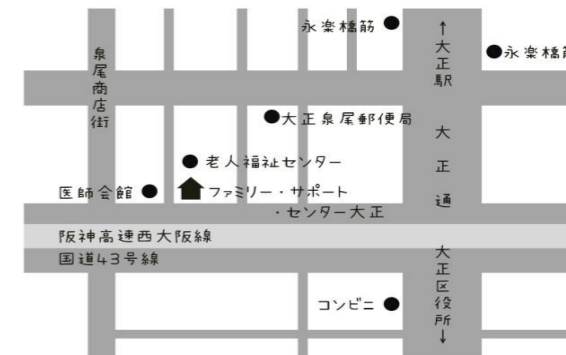 永楽橋筋
↑大正駅
永楽橋筋
泉尾商店街
大正泉尾郵便局
大正通
老人福祉センター
医師会館
ファミリー・サポート
・センター大正
阪神高速西大阪線
国道43号線
大正区役所↓
コンビニ